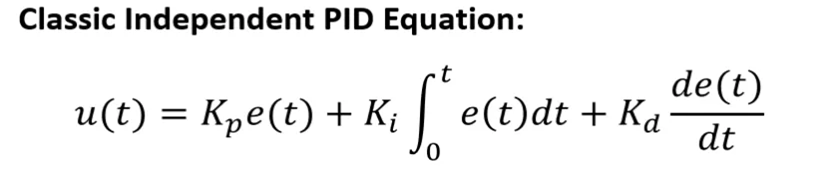 Classic Independent PID Equation:
u(t) = K_p e(t) + K_i ∫_0^t e(t)dt + K_d de(t)/dt